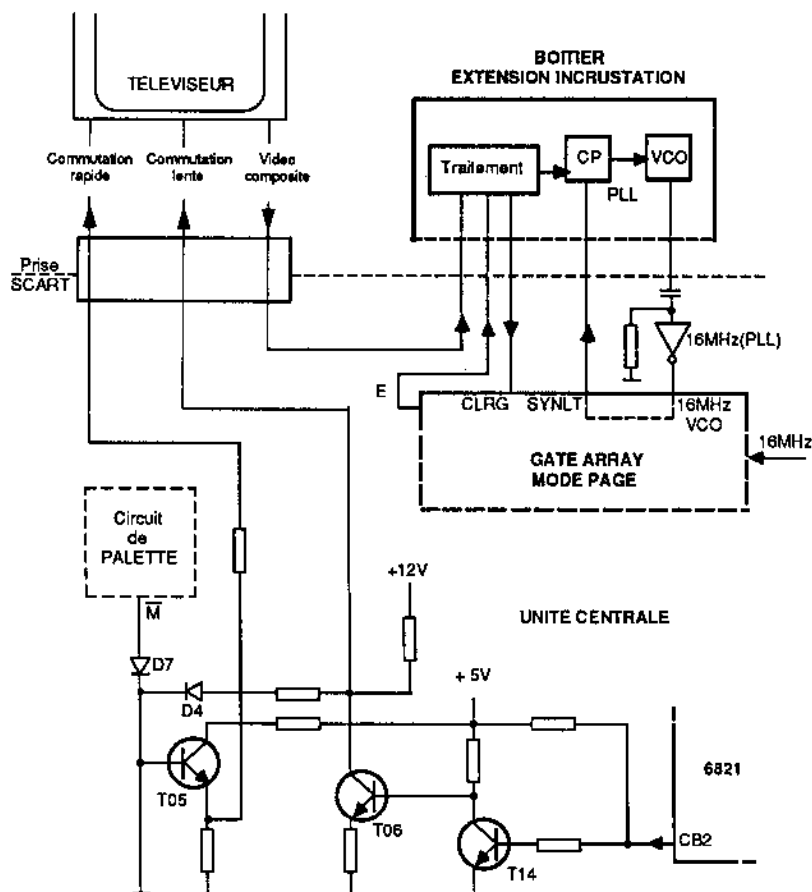 TÉLÉVISEUR
Commutation
rapide
Commutation
lente
Vidéo
composite
Prise
SCART
BOITIER
EXTENSION INCRUSTATION
Traitement
CP
VCO
PLL
16MHz(PLL)
E
CLRG
SYNLT
16MHz
VCO
16MHz
GATE ARRAY
MODE PAGE
Circuit
de
PALETTE
M
+12V
UNITE CENTRALE
D7
D4
+ 5V
T05
T06
T14
6821
CB2